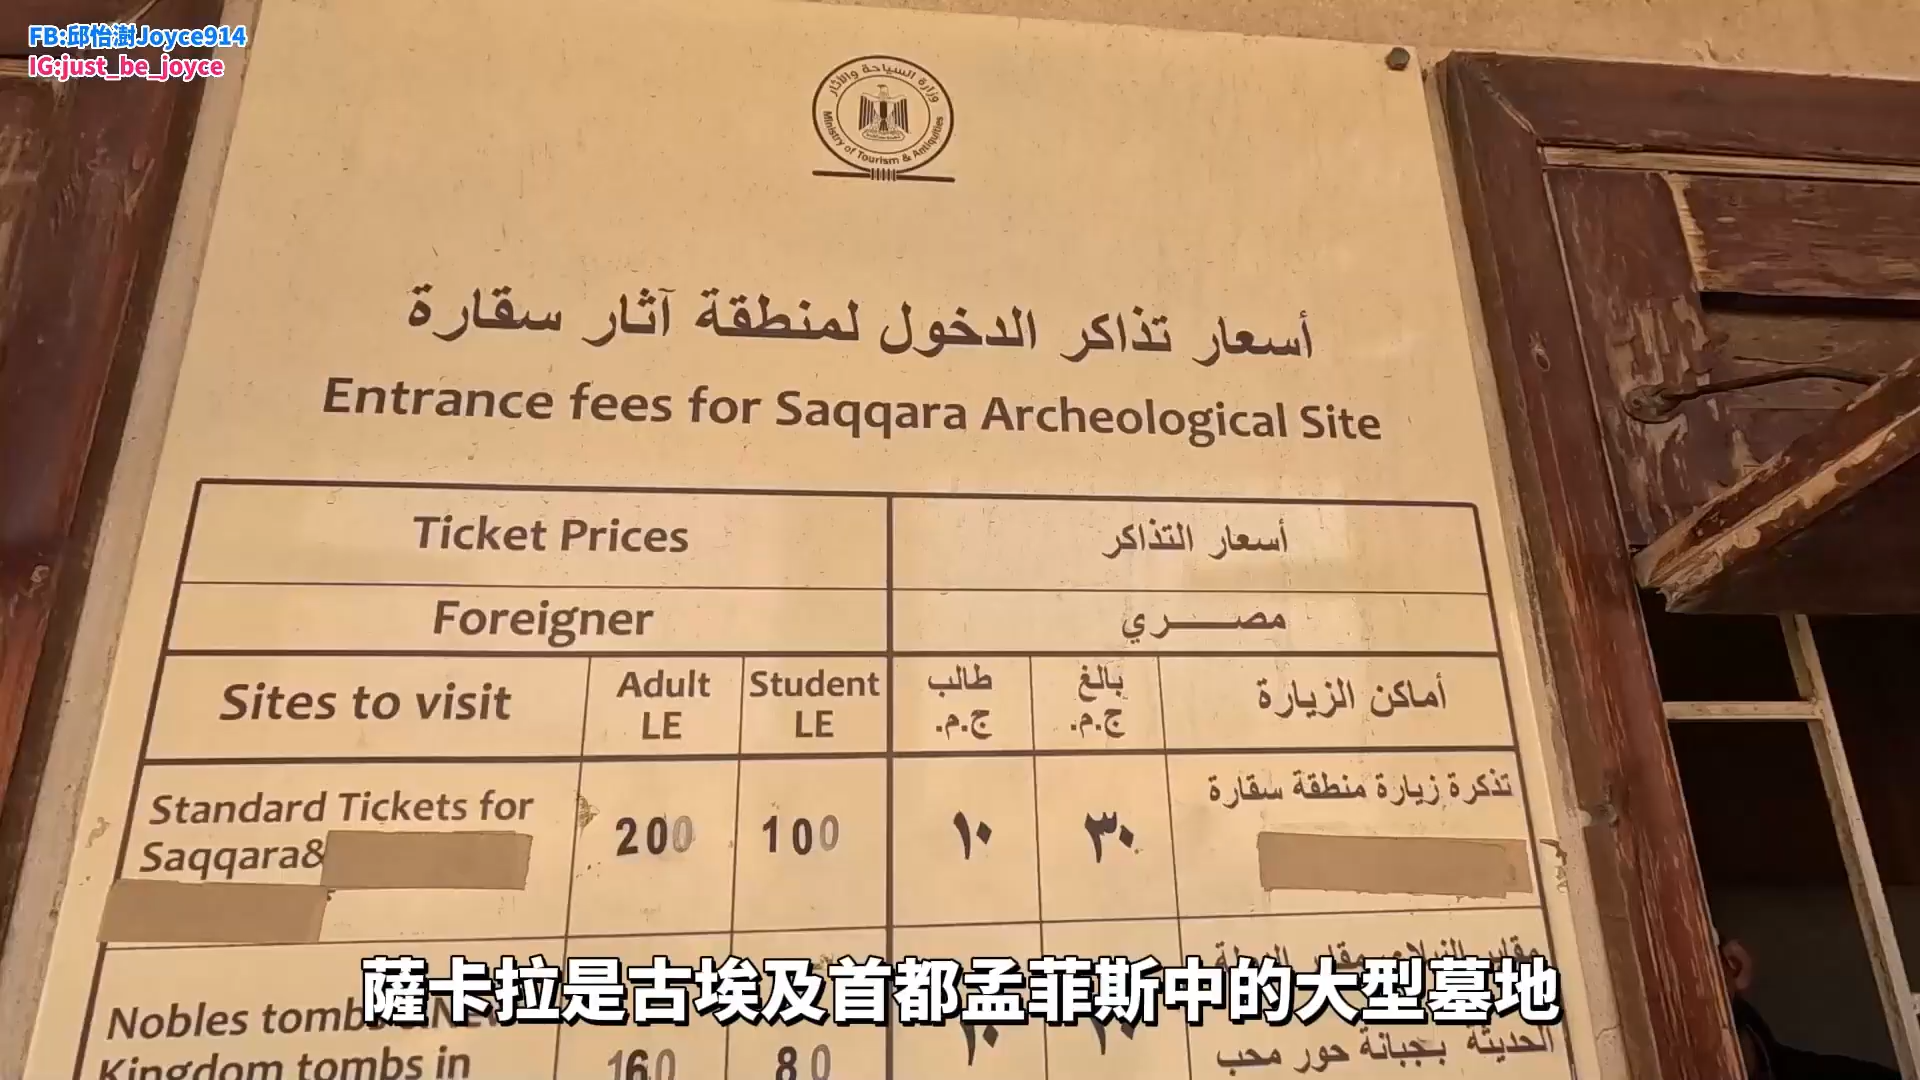 FB:邱怡澍Joyce914
IG:just_be_joyce
وزارة السياحة والآثار
Ministry of Tourism & Antiquities
أسعار تذاكر الدخول لمنطقة آثار سقارة
Entrance fees for Saqqara Archeological Site
Ticket Prices أسعار التذاكر
Foreigner مصـــري
Sites to visit Adult LE Student LE طالب ج.م. بالغ ج.م. أماكن الزيارة
Standard Tickets for 200 100 ١٠ ٣٠ تذكرة زيارة منطقة سقارة
Saqqara&
Nobles tombs
Kingdom tombs in 160 80 ١٠ الحديثة بجبانة حور محب
薩卡拉是古埃及首都孟菲斯中的大型墓地